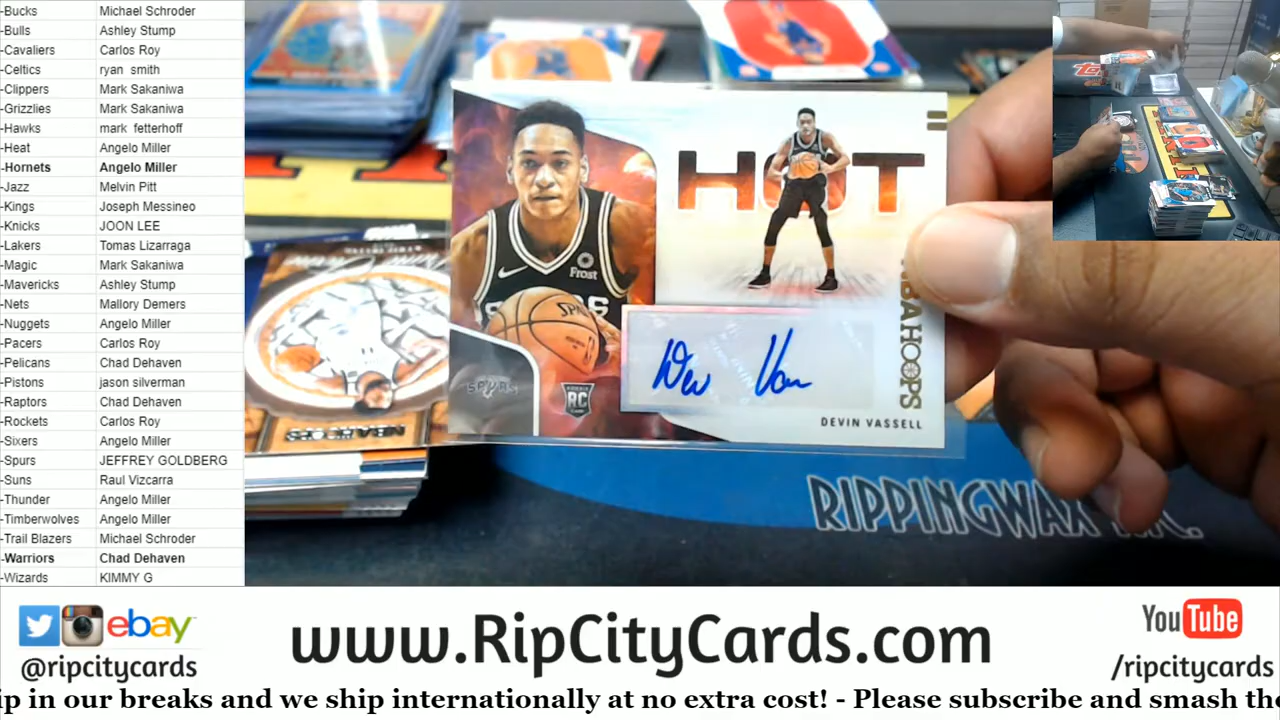 -Bucks Michael Schroder
-Bulls Ashley Stump
-Cavaliers Carlos Roy
-Celtics ryan smith
-Clippers Mark Sakaniwa
-Grizzlies Mark Sakaniwa
-Hawks mark fetterhoff
-Heat Angelo Miller
-Hornets Angelo Miller
-Jazz Melvin Pitt
-Kings Joseph Messineo
-Knicks JOON LEE
-Lakers Tomas Lizarraga
-Magic Mark Sakaniwa
-Mavericks Ashley Stump
-Nets Mallory Demers
-Nuggets Angelo Miller
-Pacers Carlos Roy
-Pelicans Chad Dehaven
-Pistons jason silverman
-Raptors Chad Dehaven
-Rockets Carlos Roy
-Sixers Angelo Miller
-Spurs JEFFREY GOLDBERG
-Suns Raul Vizcarra
-Thunder Angelo Miller
-Timberwolves Angelo Miller
-Trail Blazers Michael Schroder
-Warriors Chad Dehaven
-Wizards KIMMY G
HOT
Frost
SPURS
RC
NBA HOOPS
DEVIN VASSELL
NBA HOOPS
RIPPINGWAX
ebay
@ripcitycards
www.RipCityCards.com
YouTube
/ripcitycards
ip in our breaks and we ship internationally at no extra cost! - Please subscribe and smash the